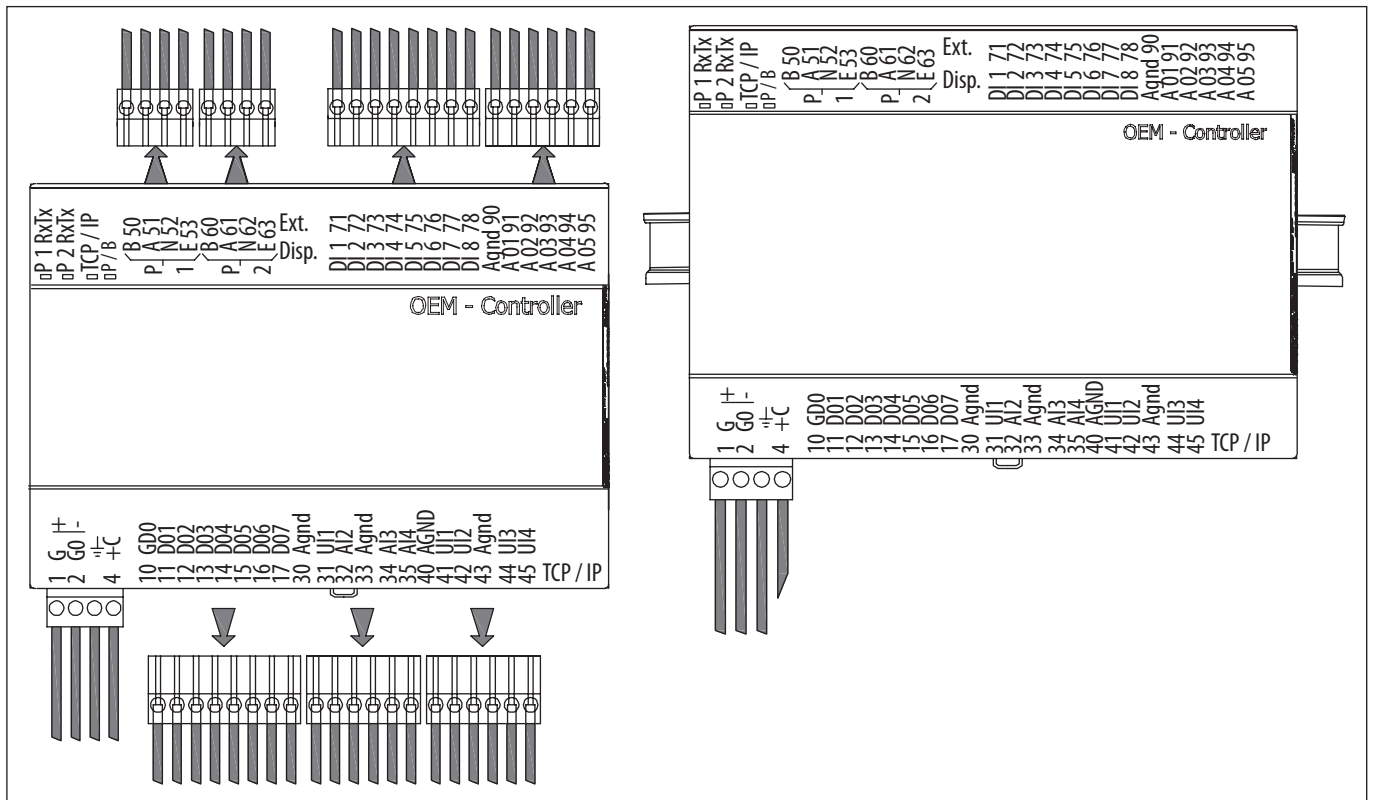 P 1 RxTx
P 2 RxTx
TCP / IP
P / B
B 50
A 51
N 52
E 53
P 1
B 60
A 61
N 62
E 63
P 2
Ext.
Disp.
DI 1 71
DI 2 72
DI 3 73
DI 4 74
DI 5 75
DI 6 76
DI 7 77
DI 8 78
Agnd 90
A 01 91
A 02 92
A 03 93
A 04 94
A 05 95
OEM - Controller
1 G +
2 G0 -
4 +C
10 GD0
11 D01
12 D02
13 D03
14 D04
15 D05
16 D06
17 D07
30 Agnd
31 UI1
32 AI2
33 Agnd
34 AI3
35 AI4
40 AGND
41 UI1
42 UI2
43 Agnd
44 UI3
45 UI4
TCP / IP
P 1 RxTx
P 2 RxTx
TCP / IP
P / B
B 50
A 51
N 52
E 53
P 1
B 60
A 61
N 62
E 63
P 2
Ext.
Disp.
DI 1 71
DI 2 72
DI 3 73
DI 4 74
DI 5 75
DI 6 76
DI 7 77
DI 8 78
Agnd 90
A 01 91
A 02 92
A 03 93
A 04 94
A 05 95
OEM - Controller
1 G +
2 G0 -
4 +C
10 GD0
11 D01
12 D02
13 D03
14 D04
15 D05
16 D06
17 D07
30 Agnd
31 UI1
32 AI2
33 Agnd
34 AI3
35 AI4
40 AGND
41 UI1
42 UI2
43 Agnd
44 UI3
45 UI4
TCP / IP